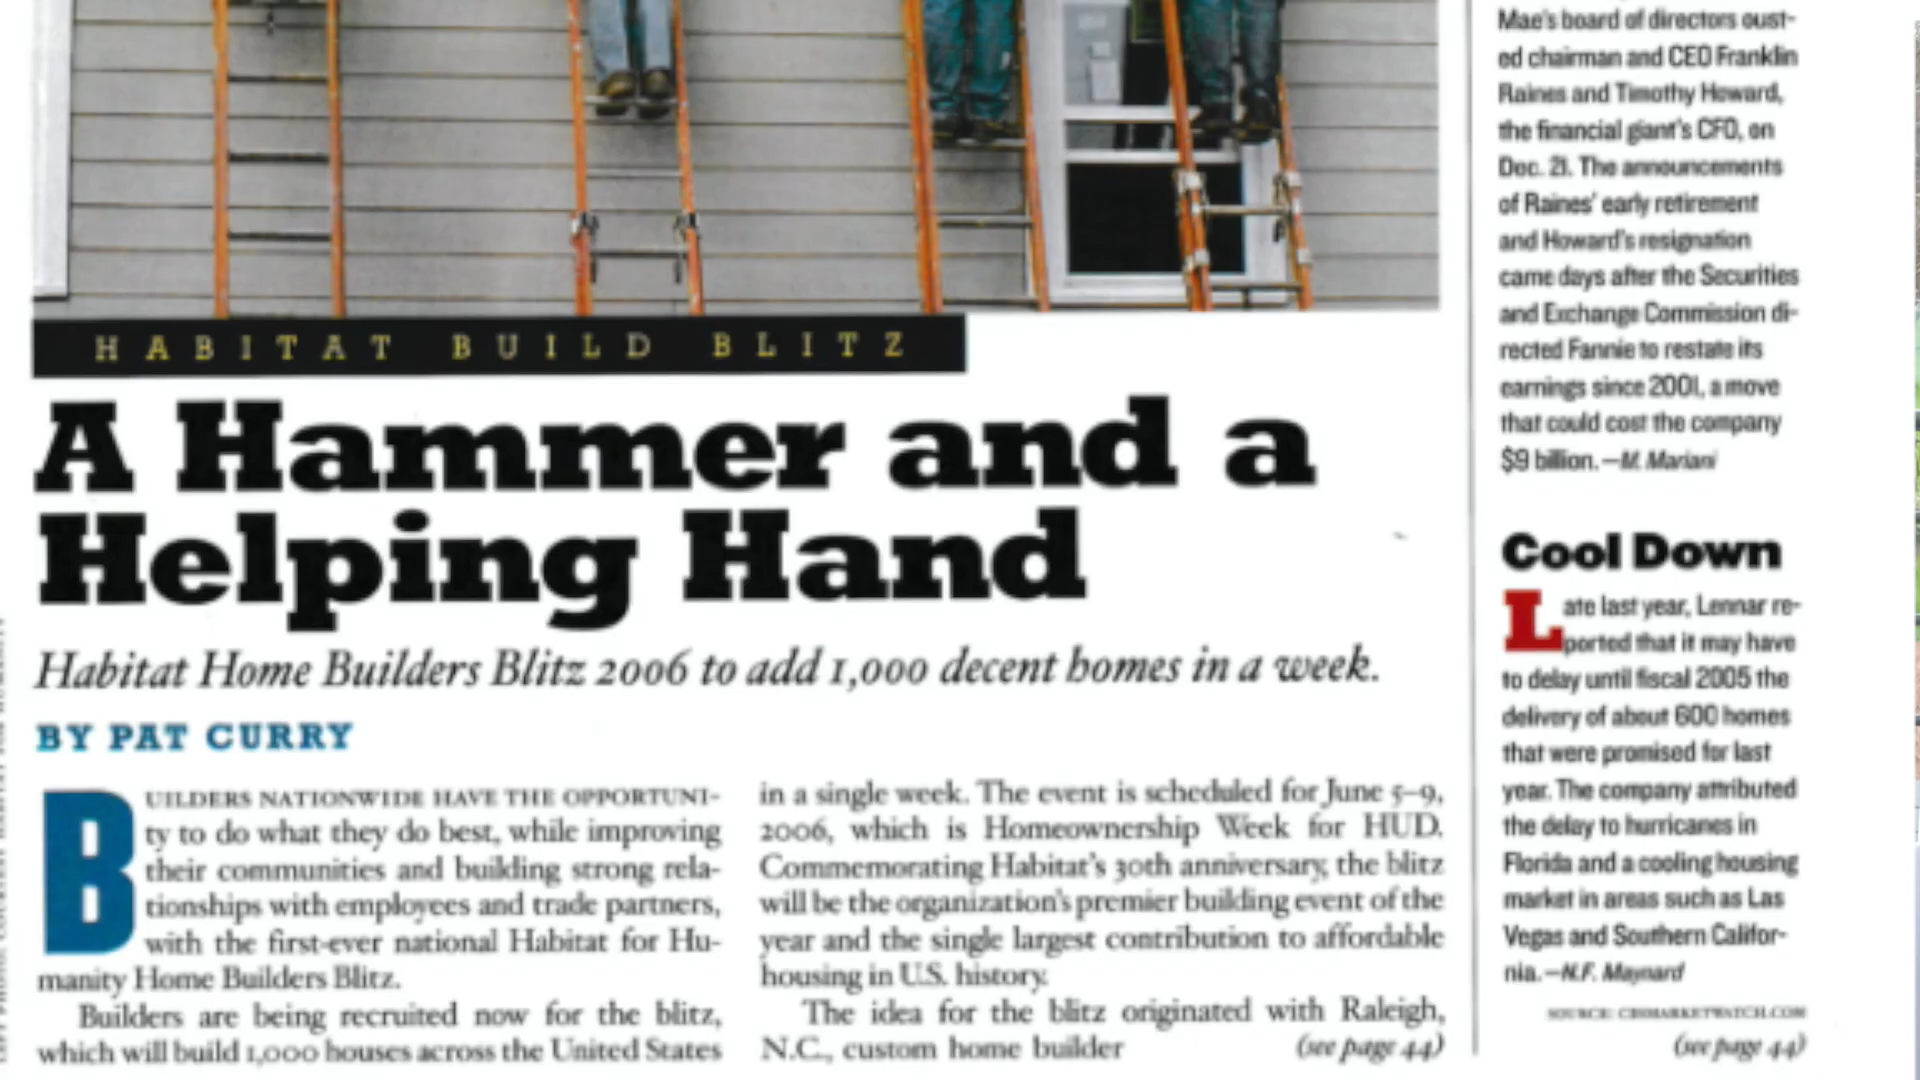 HABITAT BUILD BLITZ
A Hammer and a
Helping Hand
Habitat Home Builders Blitz 2006 to add 1,000 decent homes in a week.
BY PAT CURRY
BUILDERS NATIONWIDE HAVE THE OPPORTUNI-
ty to do what they do best, while improving
their communities and building strong rela-
tionships with employees and trade partners,
with the first-ever national Habitat for Hu-
manity Home Builders Blitz.
Builders are being recruited now for the blitz,
which will build 1,000 houses across the United States
in a single week. The event is scheduled for June 5–9,
2006, which is Homeownership Week for HUD.
Commemorating Habitat's 30th anniversary, the blitz
will be the organization's premier building event of the
year and the single largest contribution to affordable
housing in U.S. history.
The idea for the blitz originated with Raleigh,
N.C., custom home builder (see page 44)
Mae's board of directors oust-
ed chairman and CEO Franklin
Raines and Timothy Howard,
the financial giant's CFO, on
Dec. 21. The announcements
of Raines' early retirement
and Howard's resignation
came days after the Securities
and Exchange Commission di-
rected Fannie to restate its
earnings since 2001, a move
that could cost the company
$9 billion.—M. Mariani
Cool Down
Late last year, Lennar re-
ported that it may have
to delay until fiscal 2005 the
delivery of about 600 homes
that were promised for last
year. The company attributed
the delay to hurricanes in
Florida and a cooling housing
market in areas such as Las
Vegas and Southern Califor-
nia.—N.F. Maynard
SOURCE: CBSMARKETWATCH.COM
(see page 44)